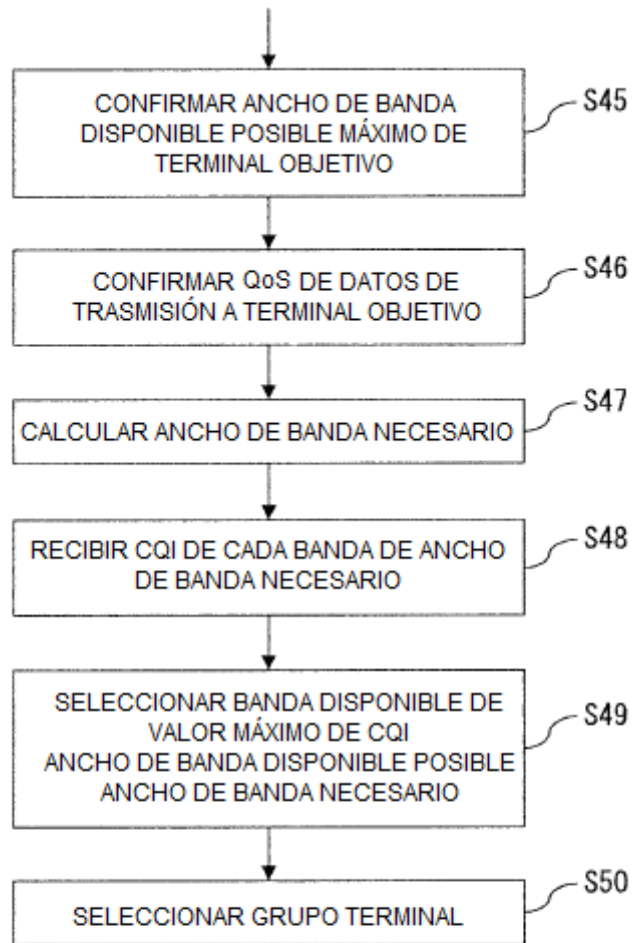 CONFIRMAR ANCHO DE BANDA
DISPONIBLE POSIBLE MÁXIMO DE
TERMINAL OBJETIVO
S45
CONFIRMAR QoS DE DATOS DE
TRASMISIÓN A TERMINAL OBJETIVO
S46
CALCULAR ANCHO DE BANDA NECESARIO
S47
RECIBIR CQI DE CADA BANDA DE ANCHO
DE BANDA NECESARIO
S48
SELECCIONAR BANDA DISPONIBLE DE
VALOR MÁXIMO DE CQI
ANCHO DE BANDA DISPONIBLE POSIBLE
ANCHO DE BANDA NECESARIO
S49
SELECCIONAR GRUPO TERMINAL
S50